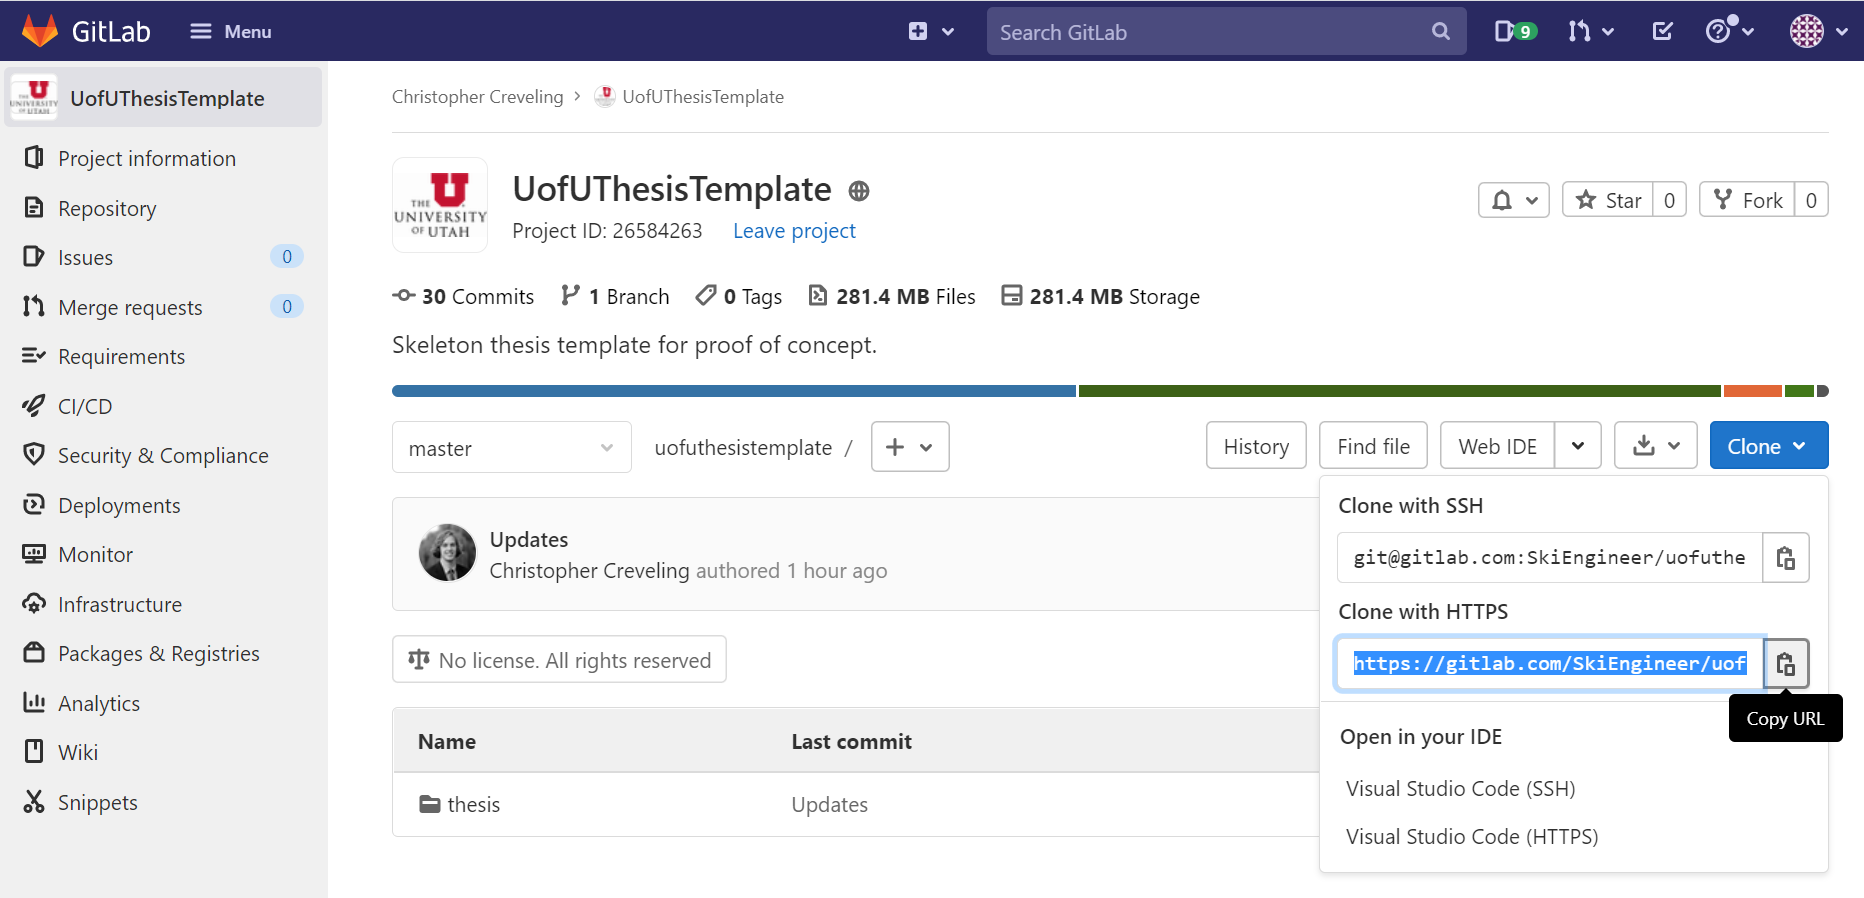 GitLab
Menu
Search GitLab
9
THE
UNIVERSITY
OF UTAH
UofUThesisTemplate
Project information
Repository
Issues 0
Merge requests 0
Requirements
CI/CD
Security & Compliance
Deployments
Monitor
Infrastructure
Packages & Registries
Analytics
Wiki
Snippets
Christopher Creveling > UofUThesisTemplate
U
THE
UNIVERSITY
OF UTAH
UofUThesisTemplate
Project ID: 26584263 Leave project
Star 0 Fork 0
30 Commits 1 Branch 0 Tags 281.4 MB Files 281.4 MB Storage
Skeleton thesis template for proof of concept.
master uofuthesistemplate / +
History Find file Web IDE Clone
Updates
Christopher Creveling authored 1 hour ago
No license. All rights reserved
Name Last commit
thesis Updates
Clone with SSH
git@gitlab.com:SkiEngineer/uofuthe
Clone with HTTPS
https://gitlab.com/SkiEngineer/uof
Copy URL
Open in your IDE
Visual Studio Code (SSH)
Visual Studio Code (HTTPS)